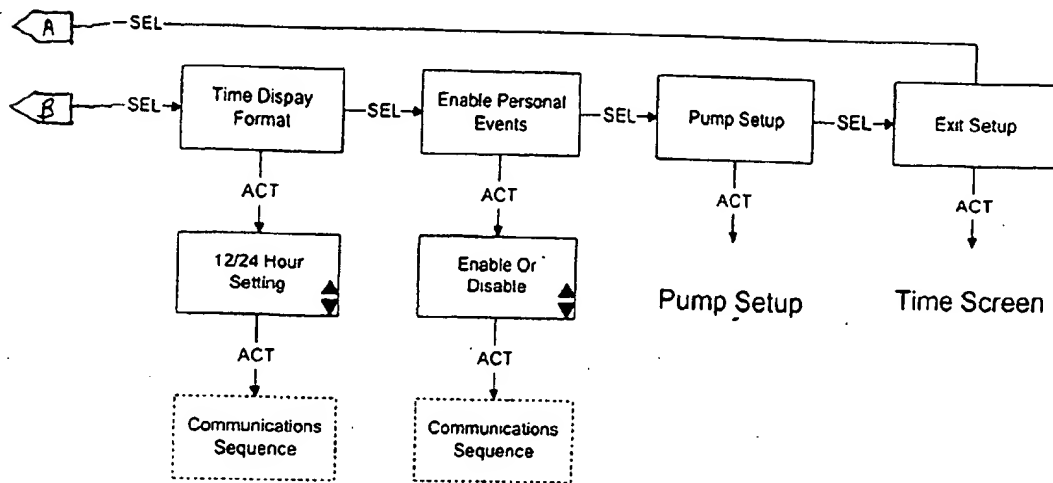 A
SEL
B
SEL
Time Dispay
Format
SEL
Enable Personal
Events
SEL
Pump Setup
SEL
Exit Setup
ACT
ACT
ACT
ACT
12/24 Hour
Setting
Enable Or
Disable
Pump Setup
Time Screen
ACT
ACT
Communications
Sequence
Communications
Sequence